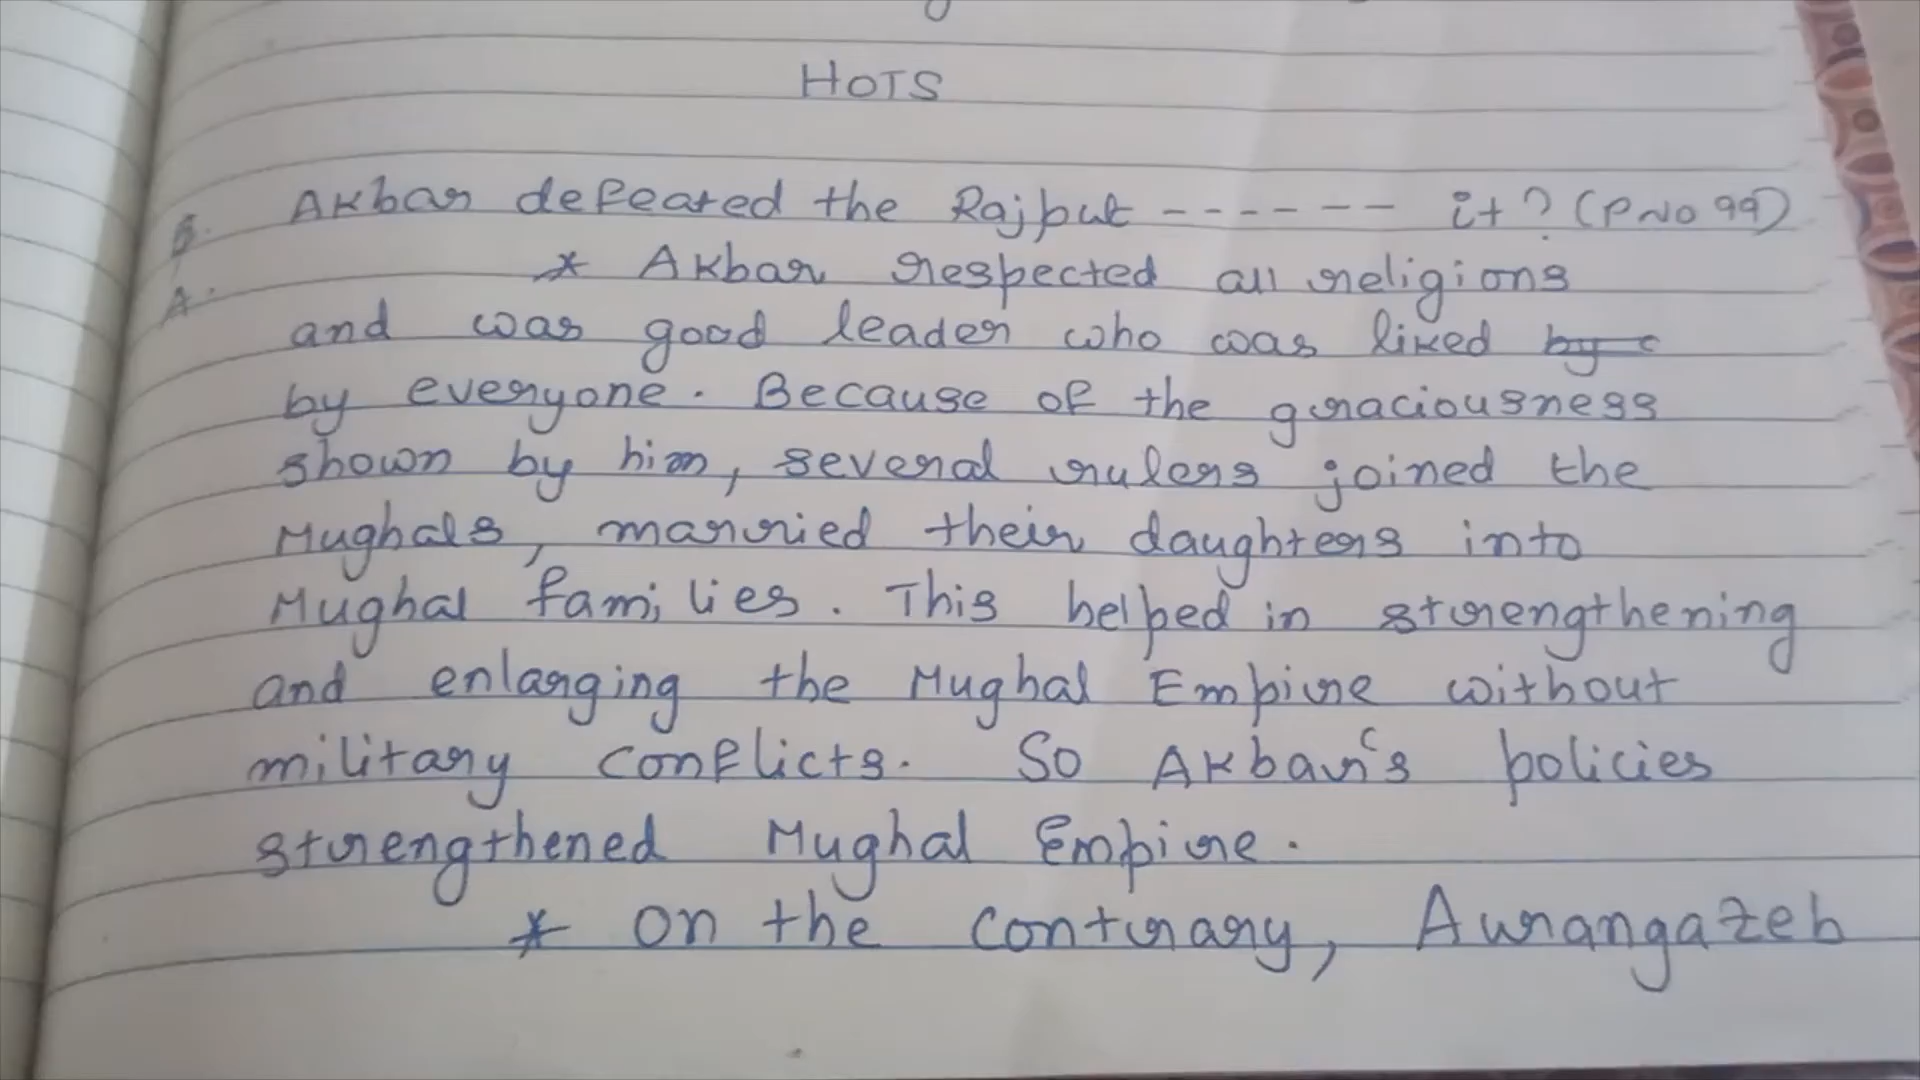 HOTS
B. Akbar defeated the Rajput ------ it? (P No 99)
A. * Akbar respected all religions
and was good leader who was liked by
by everyone. Because of the graciousness
shown by him, several rulers joined the
Mughals, married their daughters into
Mughal families. This helped in strengthening
and enlarging the Mughal Empire without
military conflicts. So Akbar's policies
strengthened Mughal Empire.
* On the contrary, Aurangazeb